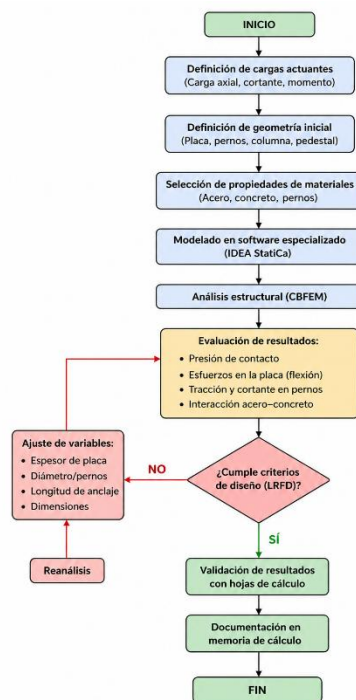 INICIO
Definición de cargas actuantes
(Carga axial, cortante, momento)
Definición de geometría inicial
(Placa, pernos, columna, pedestal)
Selección de propiedades de materiales
(Acero, concreto, pernos)
Modelado en software especializado
(IDEA StatiCa)
Análisis estructural (CBFEM)
Evaluación de resultados:
• Presión de contacto
• Esfuerzos en la placa (flexión)
• Tracción y cortante en pernos
• Interacción acero–concreto
¿Cumple criterios
de diseño (LRFD)?
NO
Ajuste de variables:
• Espesor de placa
• Diámetro/pernos
• Longitud de anclaje
• Dimensiones
Reanálisis
SÍ
Validación de resultados
con hojas de cálculo
Documentación en
memoria de cálculo
FIN